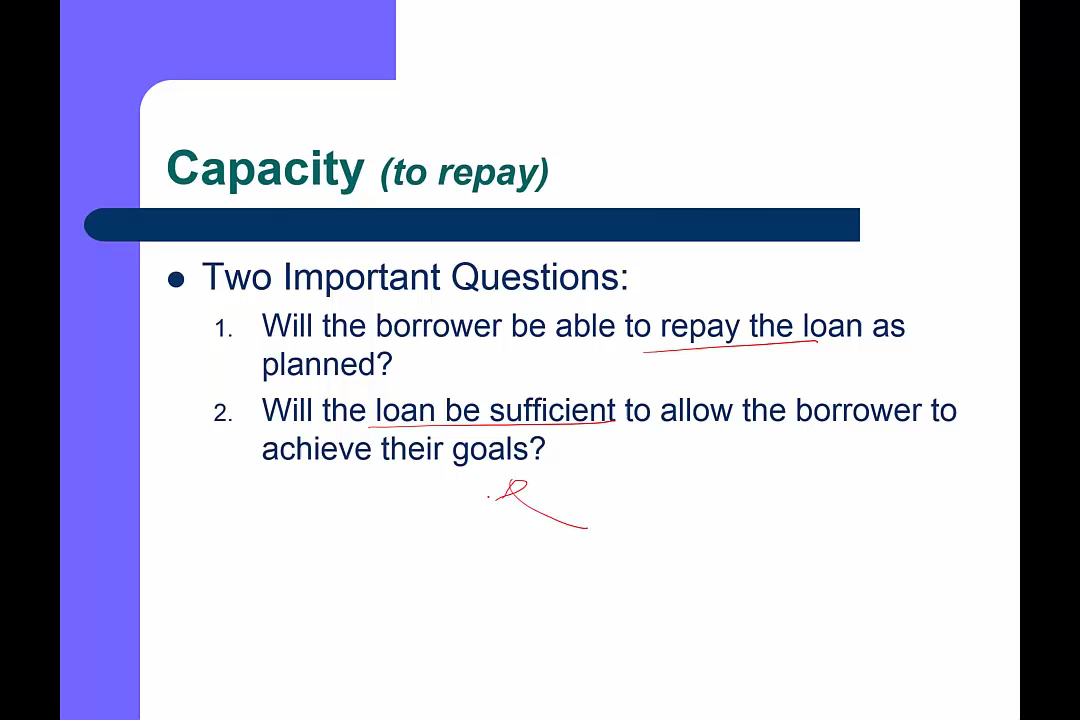 Capacity (to repay)
Two Important Questions:
1. Will the borrower be able to repay the loan as
planned?
2. Will the loan be sufficient to allow the borrower to
achieve their goals?